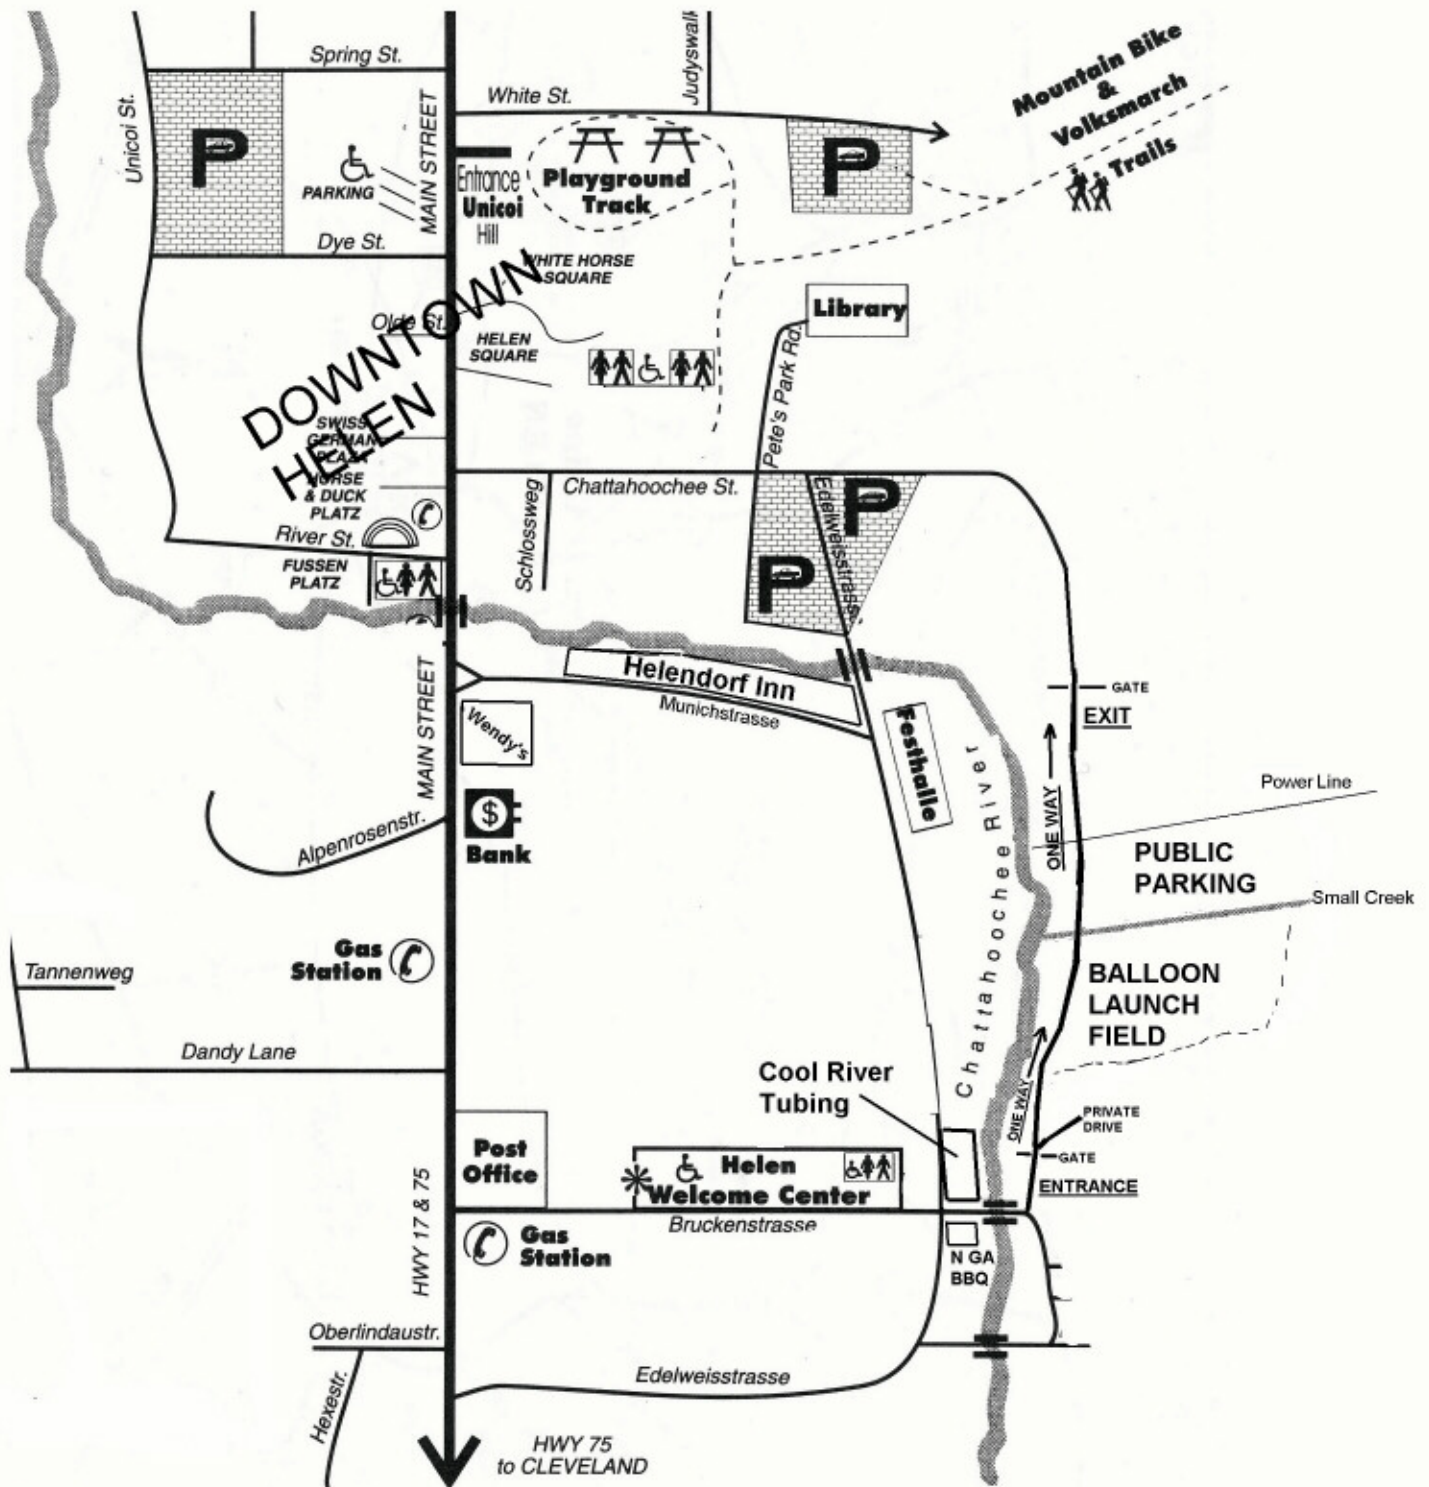 Spring St.
Unicoi St.
P
PARKING
MAIN STREET
Dye St.
White St.
Judyswalk
Entrance
Unicoi
Hill
Playground
Track
P
Mountain Bike
&
Volksmarch
Trails
WHITE HORSE
SQUARE
DOWNTOWN
HELEN
Olde St.
HELEN
SQUARE
Library
Pete's Park Rd.
SWISS
GERMAN
PLAZA
HORSE
& DUCK
PLATZ
River St.
FUSSEN
PLATZ
Chattahoochee St.
Schlossweg
Edelweisstrasse
P
P
Helendorf Inn
Munichstrasse
MAIN STREET
Wendy's
$
Bank
Alpenrosenstr.
Festhalle
Chattahoochee River
GATE
EXIT
ONE WAY
Power Line
PUBLIC
PARKING
Small Creek
Gas
Station
Tannenweg
Dandy Lane
BALLOON
LAUNCH
FIELD
Cool River
Tubing
ONE WAY
PRIVATE
DRIVE
GATE
ENTRANCE
Post
Office
Helen
Welcome Center
Bruckenstrasse
HWY 17 & 75
Gas
Station
N GA
BBQ
Oberlindaustr.
Hexestr.
Edelweisstrasse
HWY 75
to CLEVELAND